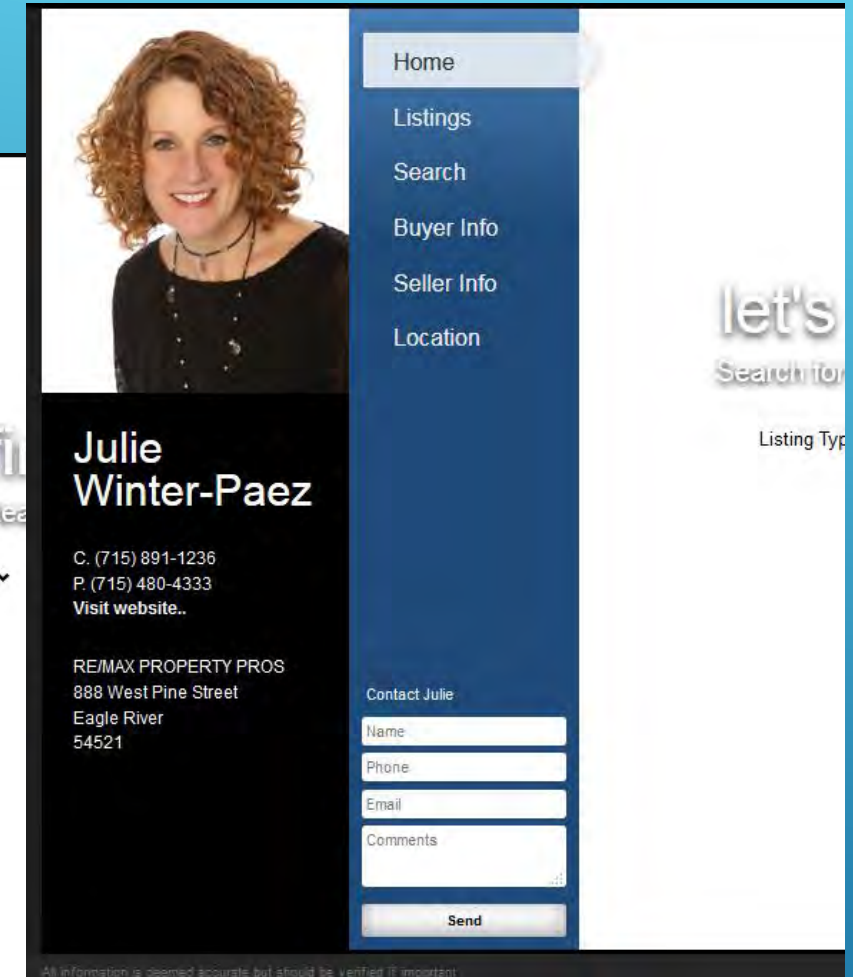 Julie
Winter-Paez
C. (715) 891-1236
P. (715) 480-4333
Visit website..
RE/MAX PROPERTY PROS
888 West Pine Street
Eagle River
54521
Home
Listings
Search
Buyer Info
Seller Info
Location
Contact Julie
Name
Phone
Email
Comments
Send
let's
Search for
Listing Typ
All information is deemed accurate but should be verified if important